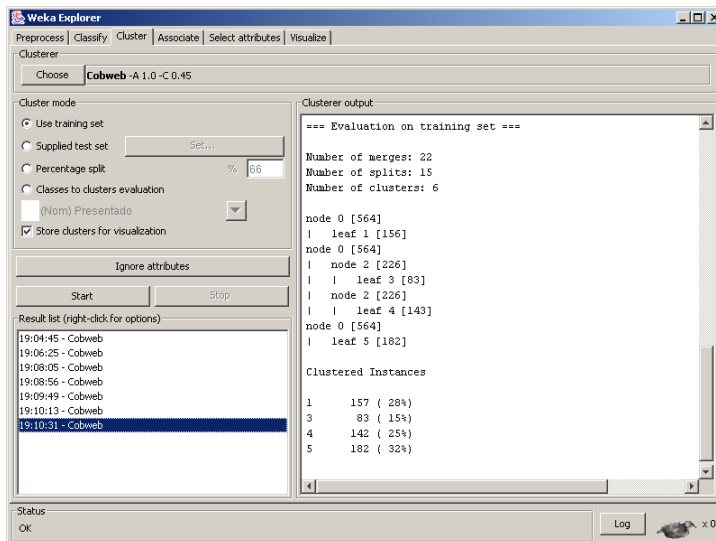 Weka Explorer
Preprocess Classify Cluster Associate Select attributes Visualize
Clusterer
Choose Cobweb -A 1.0 -C 0.45
Cluster mode
Use training set
Supplied test set Set...
Percentage split % 66
Classes to clusters evaluation
(Nom) Presentado
Store clusters for visualization
Ignore attributes
Start Stop
Result list (right-click for options)
19:04:45 - Cobweb
19:06:25 - Cobweb
19:08:05 - Cobweb
19:08:56 - Cobweb
19:09:49 - Cobweb
19:10:13 - Cobweb
19:10:31 - Cobweb
Clusterer output
=== Evaluation on training set ===
Number of merges: 22
Number of splits: 15
Number of clusters: 6
node 0 [564]
| leaf 1 [156]
node 0 [564]
| node 2 [226]
| | leaf 3 [83]
| node 2 [226]
| | leaf 4 [143]
node 0 [564]
| leaf 5 [182]
Clustered Instances
1 157 ( 28%)
3 83 ( 15%)
4 142 ( 25%)
5 182 ( 32%)
Status
OK
Log x 0